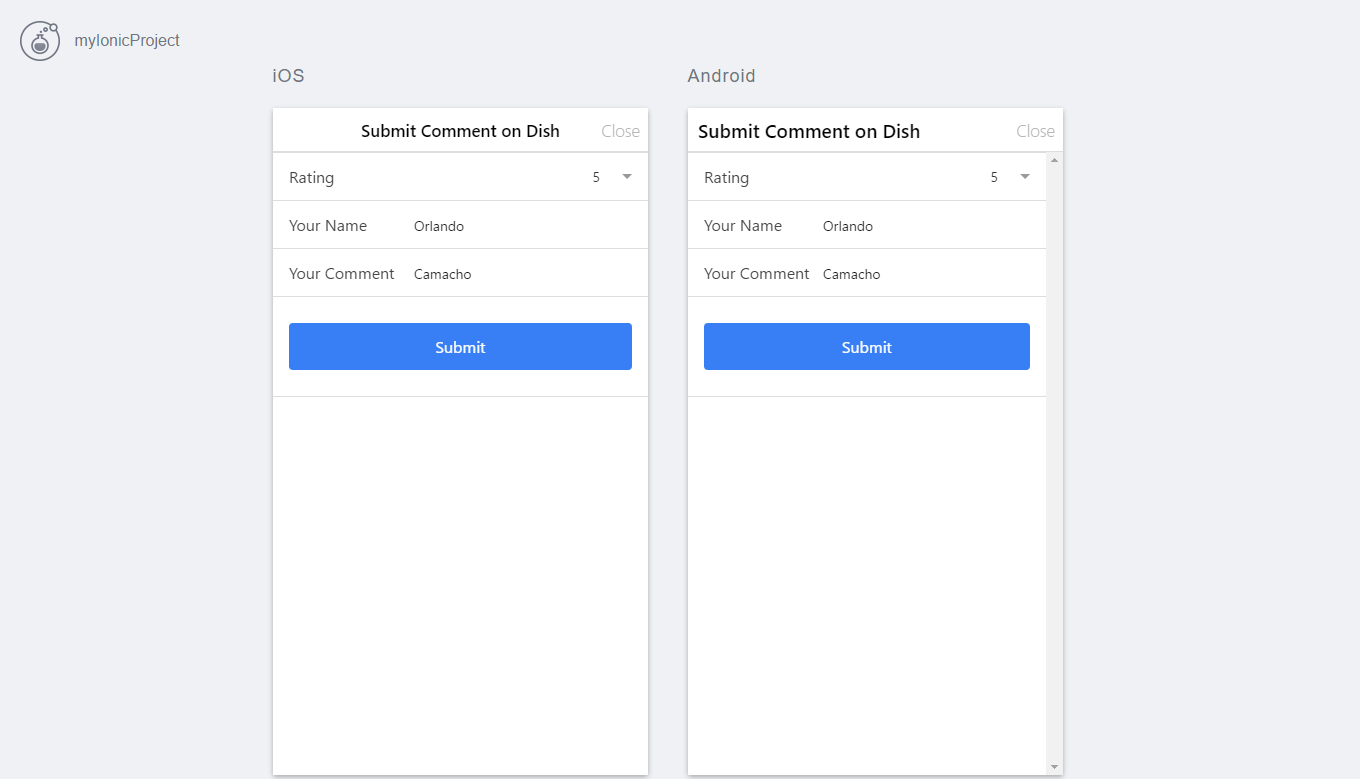 myIonicProject
iOS
Submit Comment on Dish Close
Rating 5
Your Name Orlando
Your Comment Camacho
Submit
Android
Submit Comment on Dish Close
Rating 5
Your Name Orlando
Your Comment Camacho
Submit